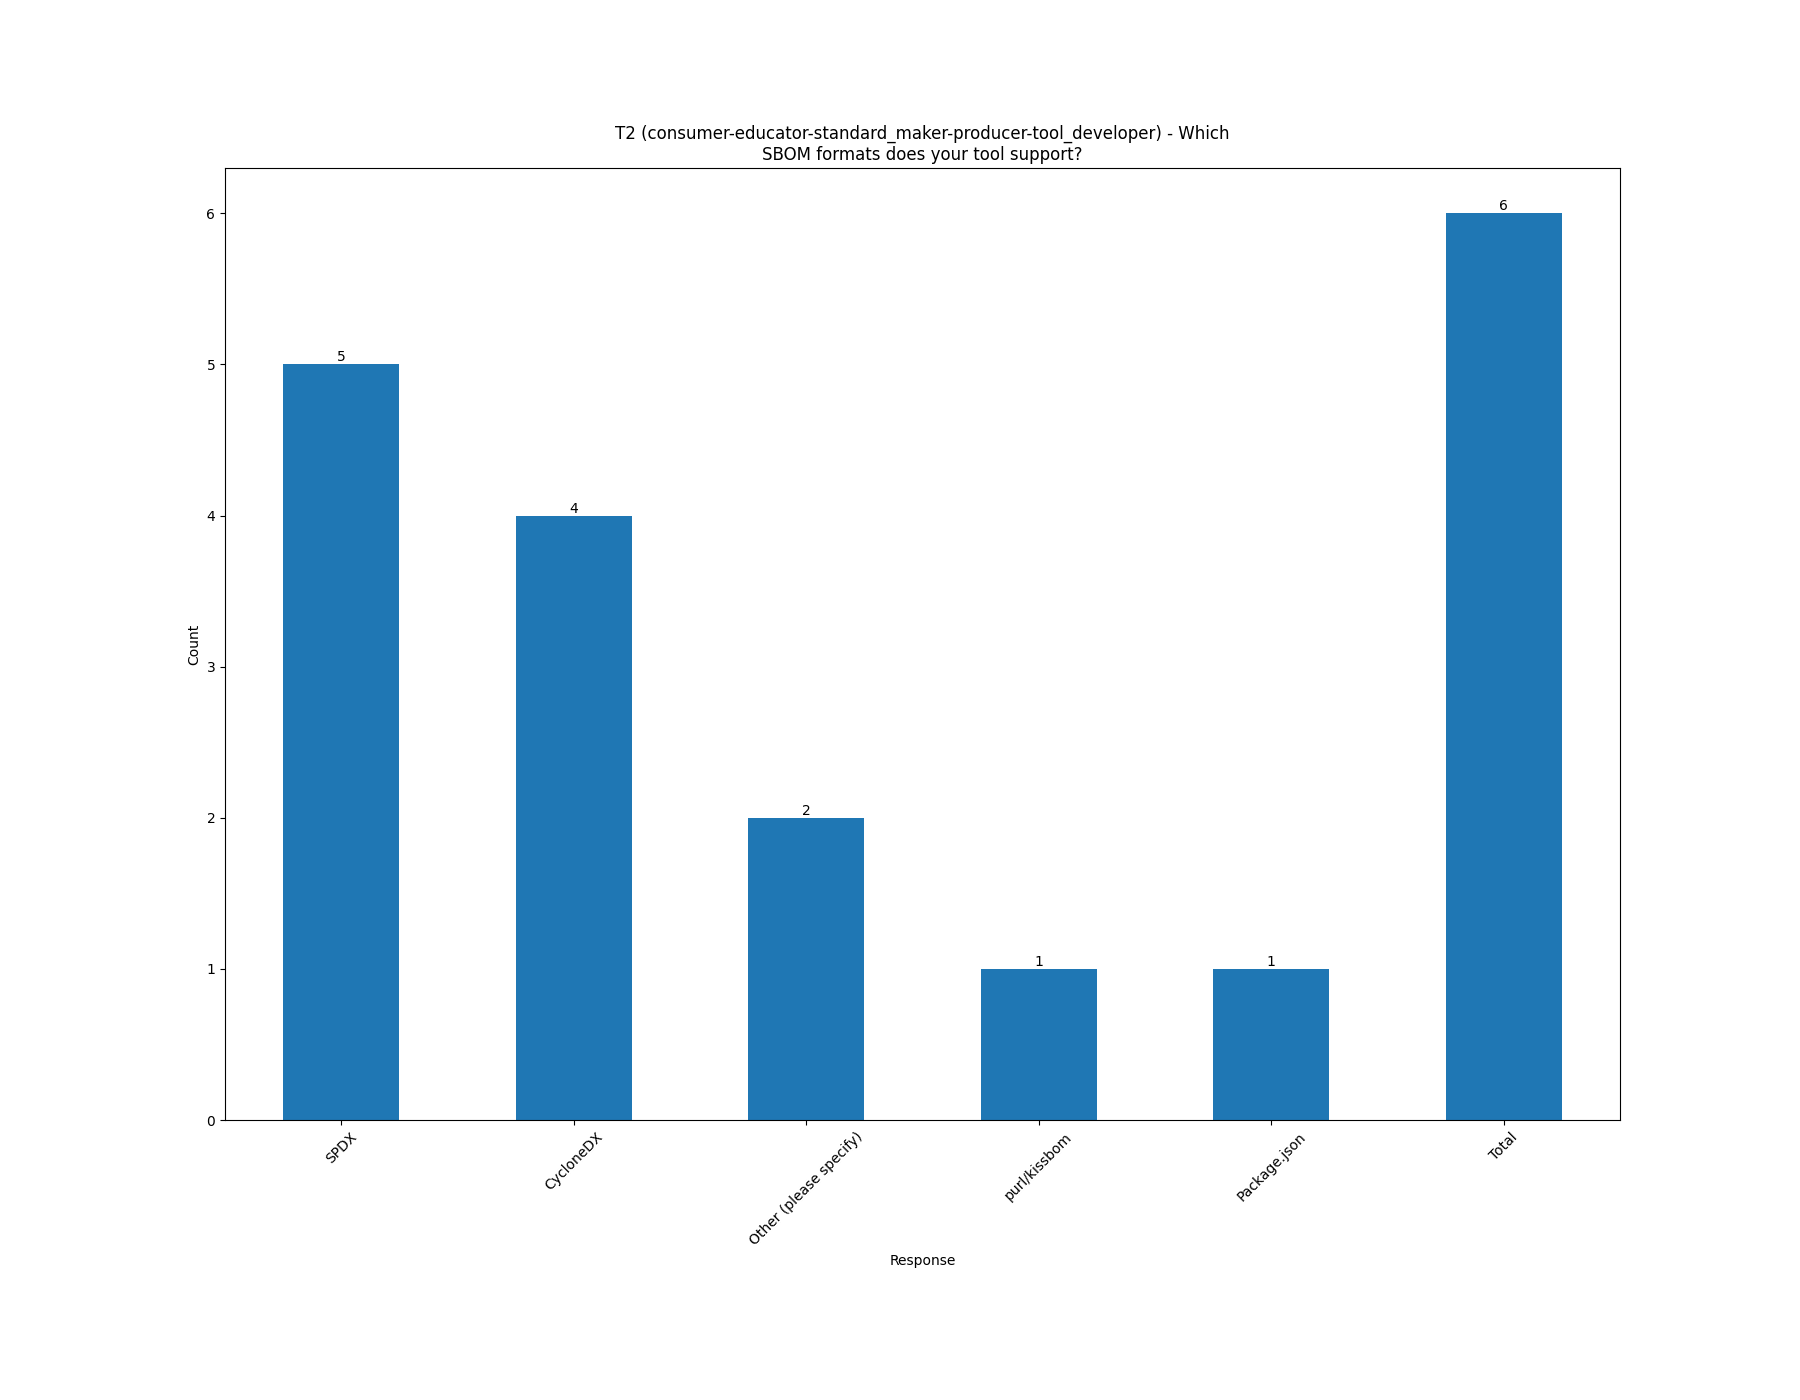 T2 (consumer-educator-standard_maker-producer-tool_developer) - Which
SBOM formats does your tool support?
6
5
4
3
2
1
0
Count
5
4
2
1
1
6
SPDX
CycloneDX
Other (please specify)
purl/kissbom
Package.json
Total
Response